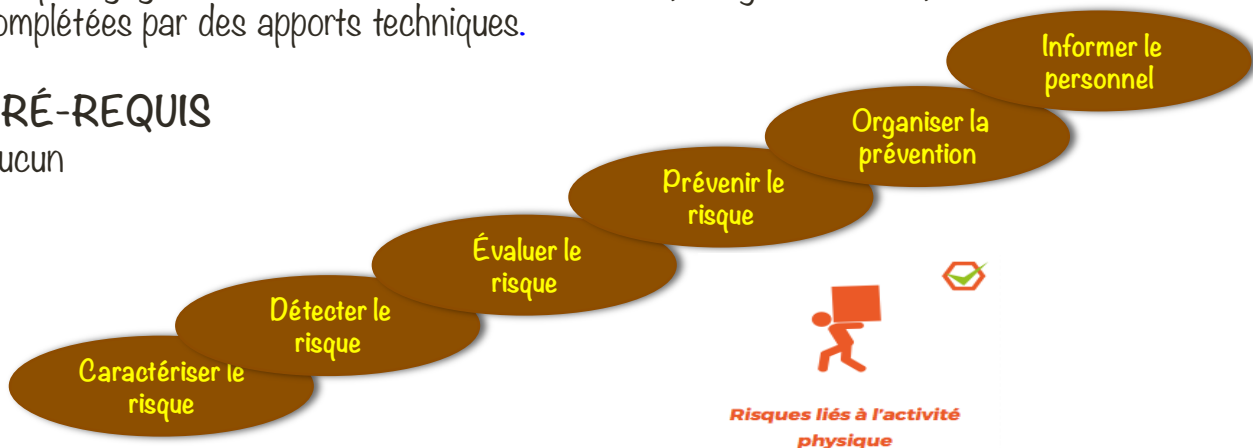 omplétées par des apports techniques.
RÉ-REQUIS
ucun
Informer le
personnel
Organiser la
prévention
Prévenir le
risque
Évaluer le
risque
Détecter le
risque
Caractériser le
risque
Risques liés à l'activité
physique